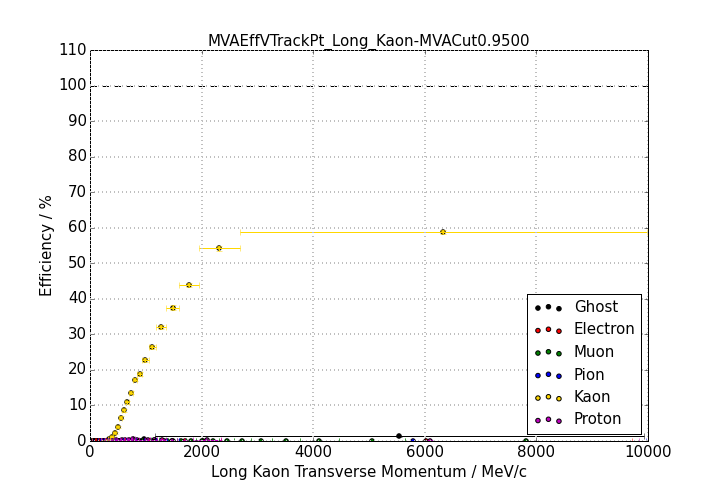 MVAEffVTrackPt_Long_Kaon-MVACut0.9500
110
100
90
80
70
60
50
40
30
20
10
0
Efficiency / %
Ghost
Electron
Muon
Pion
Kaon
Proton
0 2000 4000 6000 8000 10000
Long Kaon Transverse Momentum / MeV/c